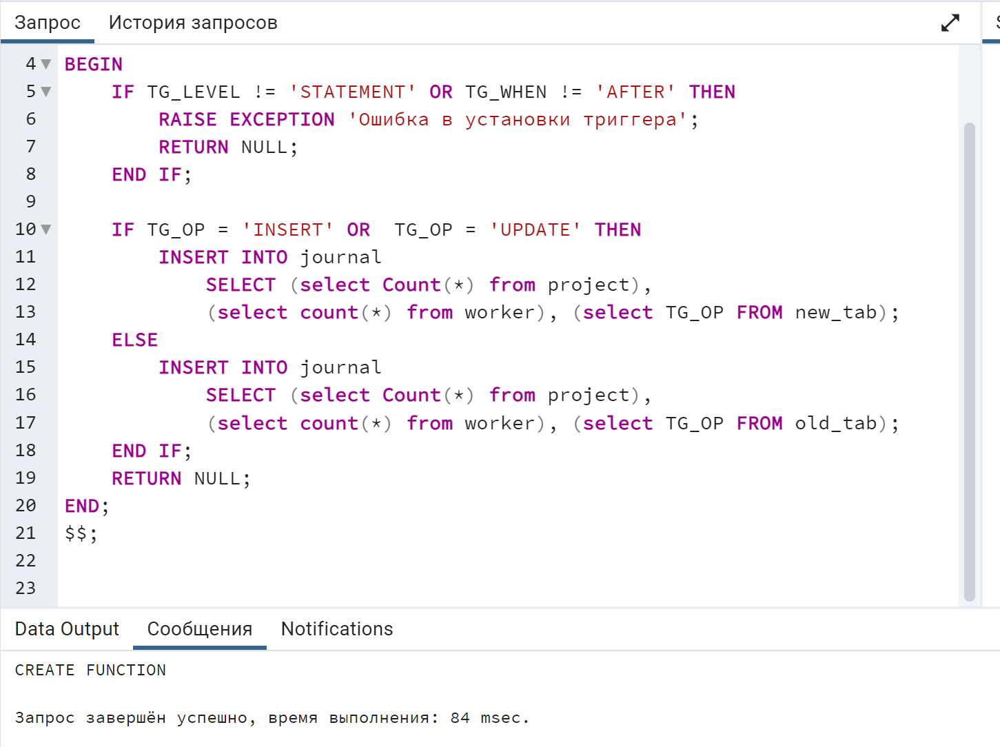 Запрос История запросов
4 BEGIN
5 IF TG_LEVEL != 'STATEMENT' OR TG_WHEN != 'AFTER' THEN
6 RAISE EXCEPTION 'Ошибка в установки триггера';
7 RETURN NULL;
8 END IF;
9
10 IF TG_OP = 'INSERT' OR  TG_OP = 'UPDATE' THEN
11 INSERT INTO journal
12 SELECT (select Count(*) from project),
13 (select count(*) from worker), (select TG_OP FROM new_tab);
14 ELSE
15 INSERT INTO journal
16 SELECT (select Count(*) from project),
17 (select count(*) from worker), (select TG_OP FROM old_tab);
18 END IF;
19 RETURN NULL;
20 END;
21 $$;
22
23
Data Output Сообщения Notifications
CREATE FUNCTION
Запрос завершён успешно, время выполнения: 84 msec.